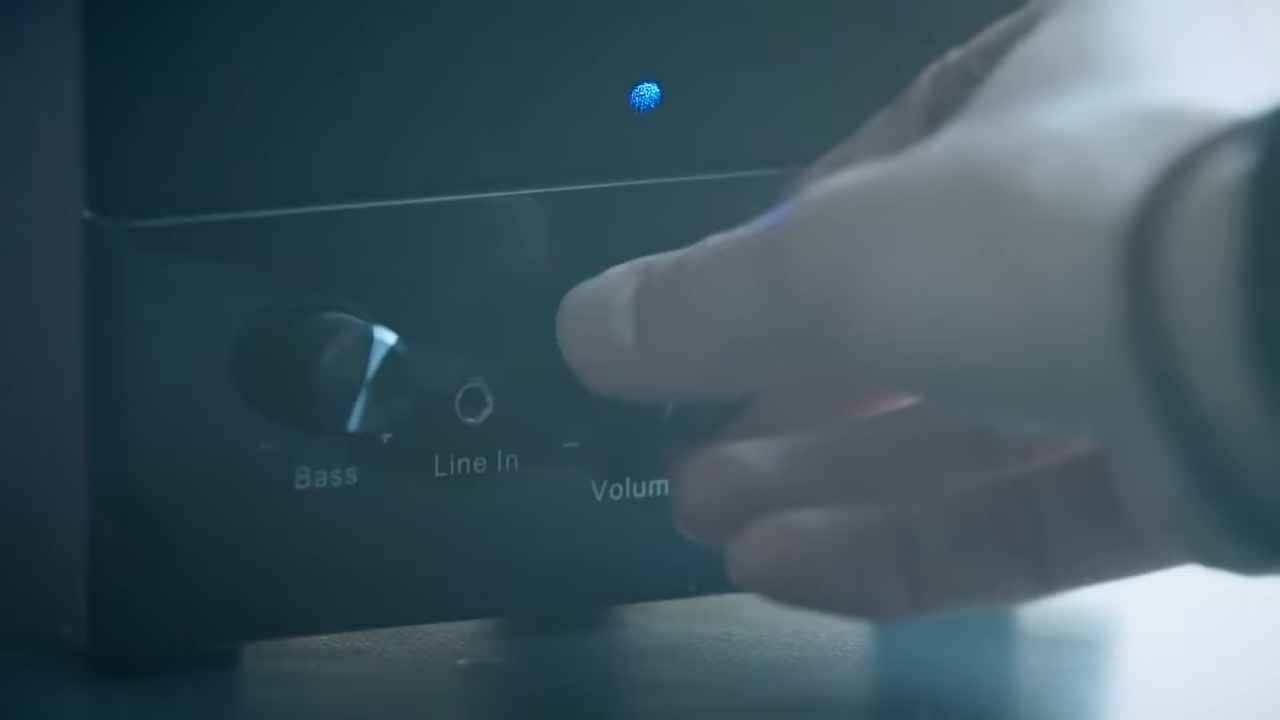 - +
Bass
Line In
-
Volum